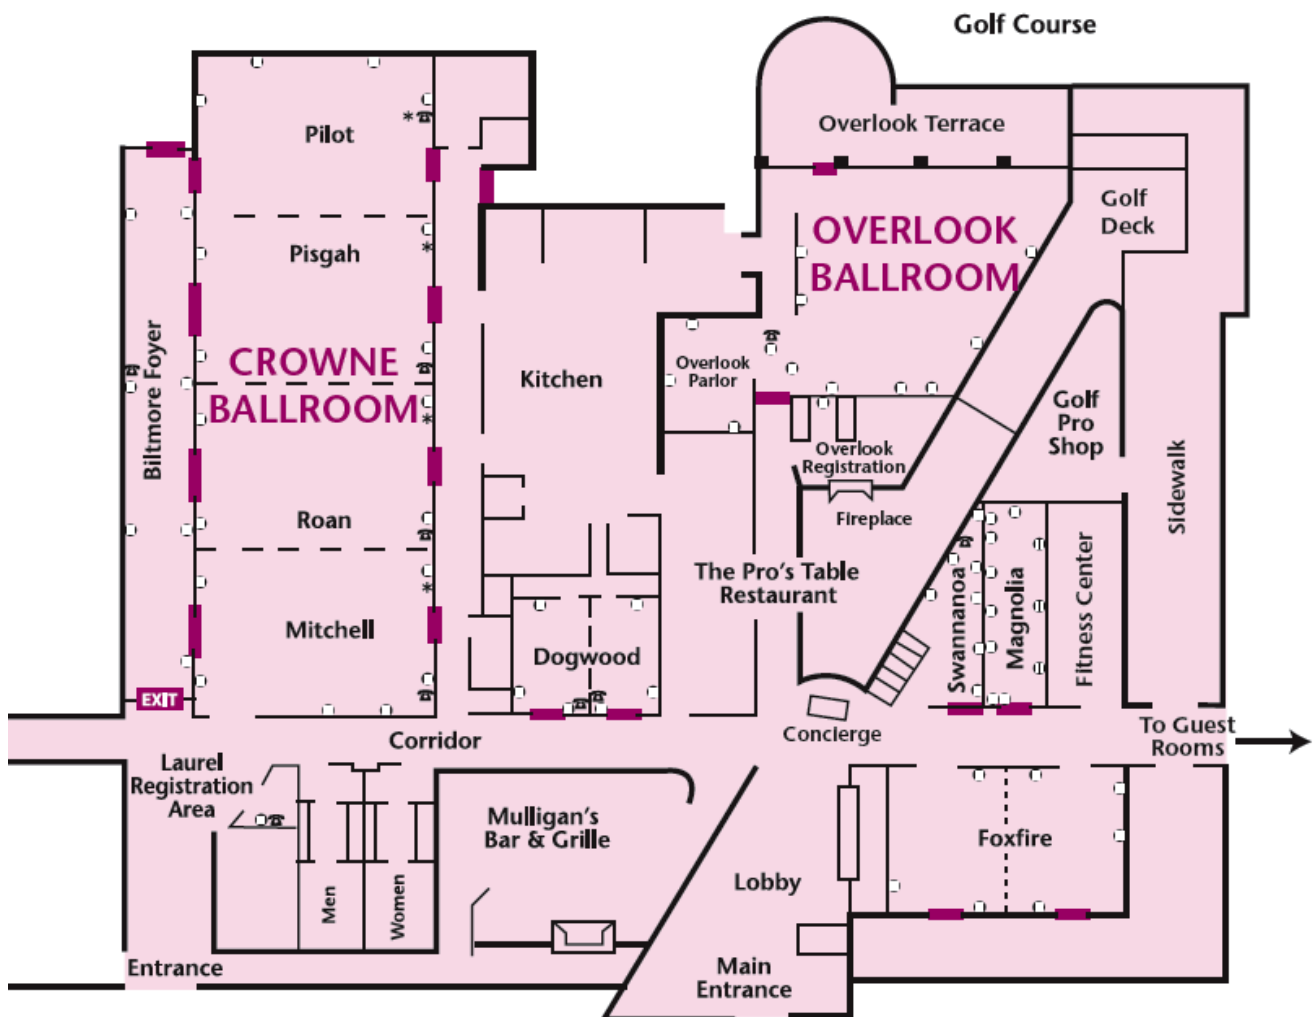 Golf Course
Pilot
Overlook Terrace
Golf
Deck
Pisgah
OVERLOOK
BALLROOM
Biltmore Foyer
CROWNE
BALLROOM
Kitchen
Overlook
Parlor
Golf
Pro
Shop
Overlook
Registration
Fireplace
Sidewalk
Roan
The Pro's Table
Restaurant
Swannanoa
Magnolia
Fitness Center
Mitchell
Dogwood
EXIT
Concierge
To Guest
Rooms
Corridor
Laurel
Registration
Area
Mulligan's
Bar & Grille
Foxfire
Lobby
Men
Women
Entrance
Main
Entrance